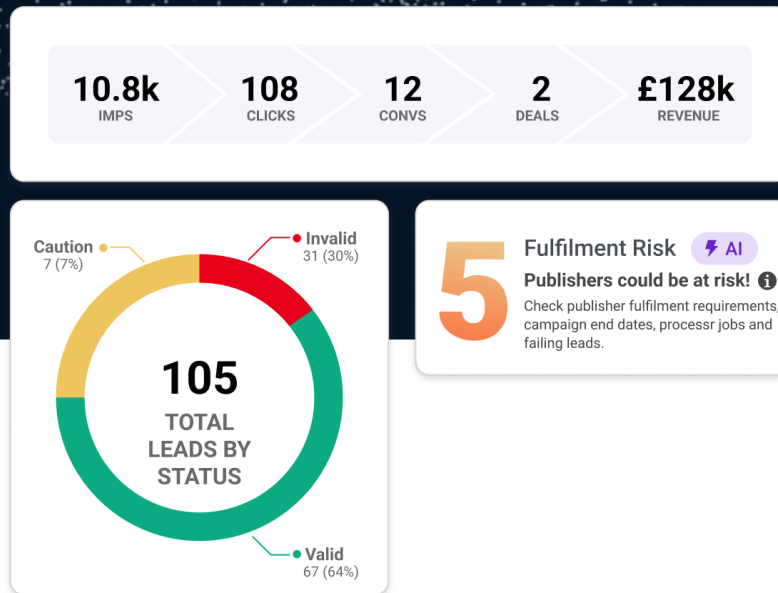 10.8k
IMPS
108
CLICKS
12
CONVS
2
DEALS
£128k
REVENUE
Caution
7 (7%)
Invalid
31 (30%)
105
TOTAL
LEADS BY
STATUS
Valid
67 (64%)
5
Fulfilment Risk
AI
Publishers could be at risk!
Check publisher fulfilment requirements,
campaign end dates, processr jobs and
failing leads.